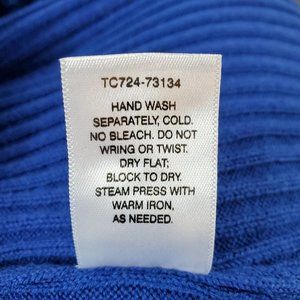 TC724-73134
HAND WASH
SEPARATELY, COLD.
NO BLEACH. DO NOT
WRING OR TWIST.
DRY FLAT;
BLOCK TO DRY.
STEAM PRESS WITH
WARM IRON,
AS NEEDED.